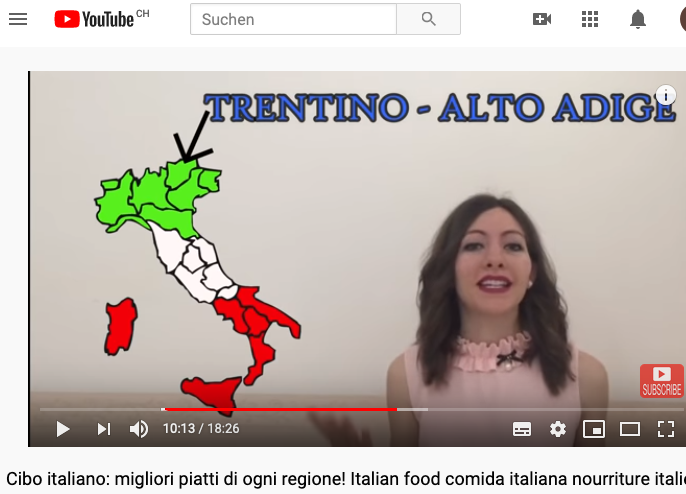 YouTube CH
Suchen
TRENTINO - ALTO ADIGE
i
SUBSCRIBE
10:13 / 18:26
Cibo italiano: migliori piatti di ogni regione! Italian food comida italiana nourriture italie